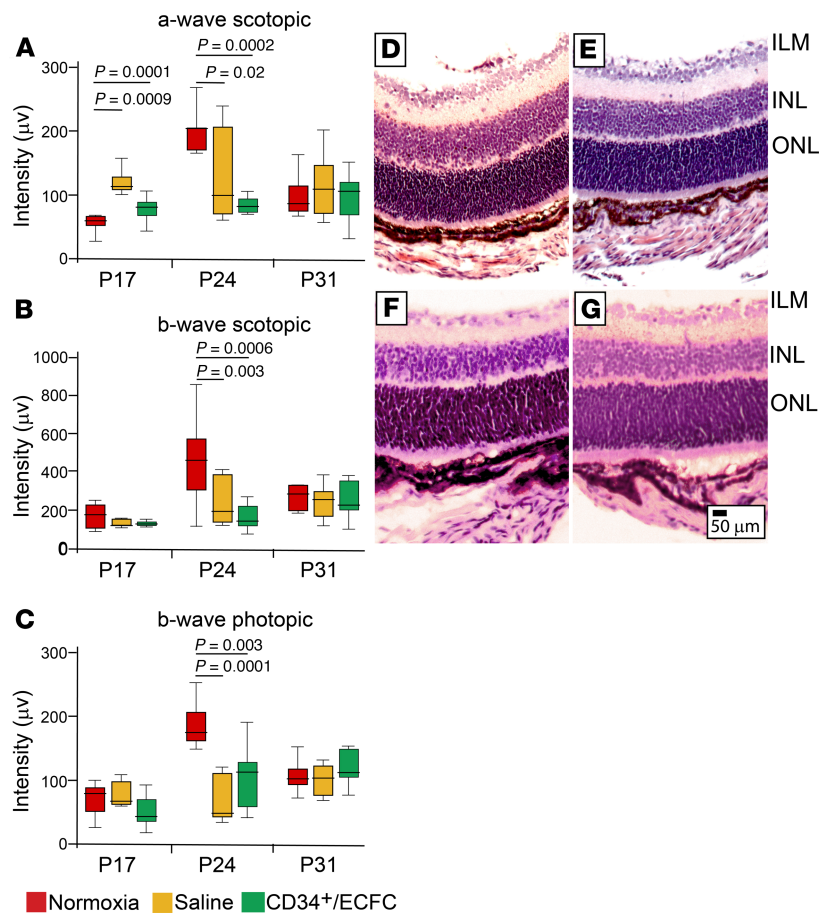 A
a-wave scotopic
P = 0.0002
P = 0.0001
P = 0.02
P = 0.0009
300
200
100
0
Intensity (μv)
P17 P24 P31
B
b-wave scotopic
P = 0.0006
P = 0.003
1000
800
600
400
200
0
Intensity (μv)
P17 P24 P31
C
b-wave photopic
P = 0.003
P = 0.0001
300
200
100
0
Intensity (μv)
P17 P24 P31
Normoxia Saline CD34+/ECFC
D E
ILM
INL
ONL
F G
ILM
INL
ONL
50 μm